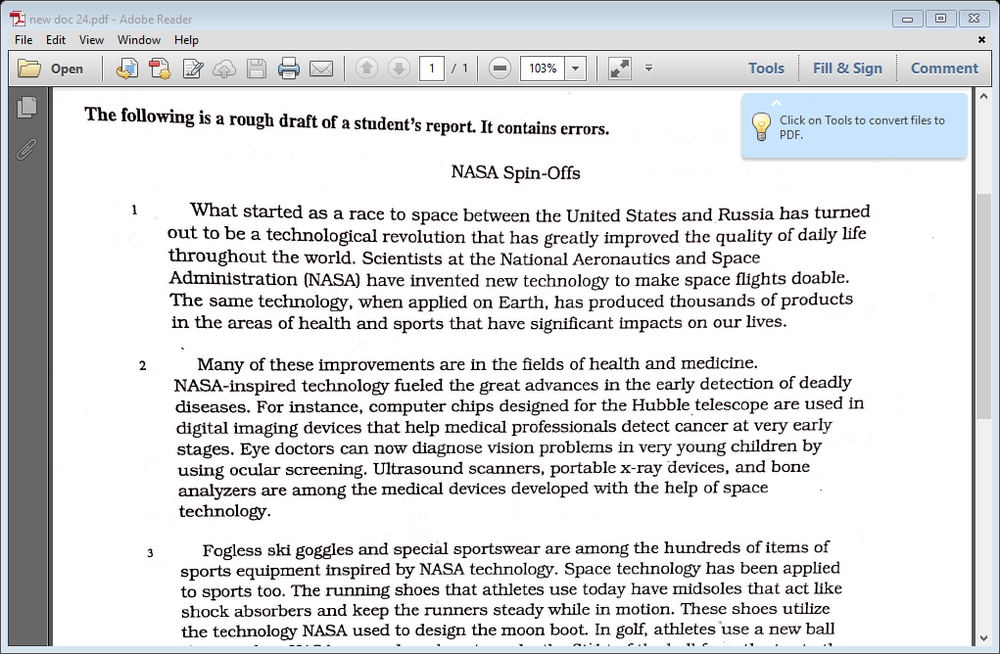 new doc 24.pdf - Adobe Reader
File Edit View Window Help
Open 1 / 1 103% Tools Fill & Sign Comment
Click on Tools to convert files to
PDF.
The following is a rough draft of a student's report. It contains errors.
NASA Spin-Offs
1 What started as a race to space between the United States and Russia has turned
out to be a technological revolution that has greatly improved the quality of daily life
throughout the world. Scientists at the National Aeronautics and Space
Administration (NASA) have invented new technology to make space flights doable.
The same technology, when applied on Earth, has produced thousands of products
in the areas of health and sports that have significant impacts on our lives.
2 Many of these improvements are in the fields of health and medicine.
NASA-inspired technology fueled the great advances in the early detection of deadly
diseases. For instance, computer chips designed for the Hubble telescope are used in
digital imaging devices that help medical professionals detect cancer at very early
stages. Eye doctors can now diagnose vision problems in very young children by
using ocular screening. Ultrasound scanners, portable x-ray devices, and bone
analyzers are among the medical devices developed with the help of space
technology.
3 Fogless ski goggles and special sportswear are among the hundreds of items of
sports equipment inspired by NASA technology. Space technology has been applied
to sports too. The running shoes that athletes use today have midsoles that act like
shock absorbers and keep the runners steady while in motion. These shoes utilize
the technology NASA used to design the moon boot. In golf, athletes use a new ball